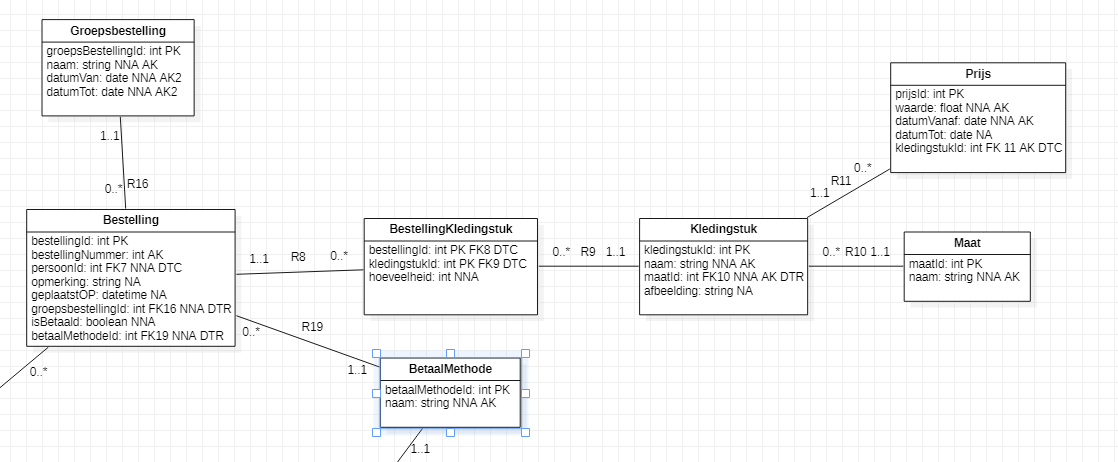 Groepsbestelling
groepsBestellingId: int PK
naam: string NNA AK
datumVan: date NNA AK2
datumTot: date NNA AK2
1..1
0..*
R16
Bestelling
bestellingId: int PK
bestellingNummer: int AK
persoonId: int FK7 NNA DTC
opmerking: string NA
geplaatstOP: datetime NA
groepsbestellingId: int FK16 NNA DTR
isBetaald: boolean NNA
betaalMethodeId: int FK19 NNA DTR
0..*
1..1 R8 0..*
BestellingKledingstuk
bestellingId: int PK FK8 DTC
kledingstukId: int PK FK9 DTC
hoeveelheid: int NNA
0..* R9 1..1
Kledingstuk
kledingstukId: int PK
naam: string NNA AK
maatId: int FK10 NNA AK DTR
afbeelding: string NA
1..1
R11
0..*
Prijs
prijsId: int PK
waarde: float NNA AK
datumVanaf: date NNA AK
datumTot: date NA
kledingstukId: int FK 11 AK DTC
0..* R10 1..1
Maat
maatId: int PK
naam: string NNA AK
0..*
R19
1..1
BetaalMethode
betaalMethodeId: int PK
naam: string NNA AK
1..1